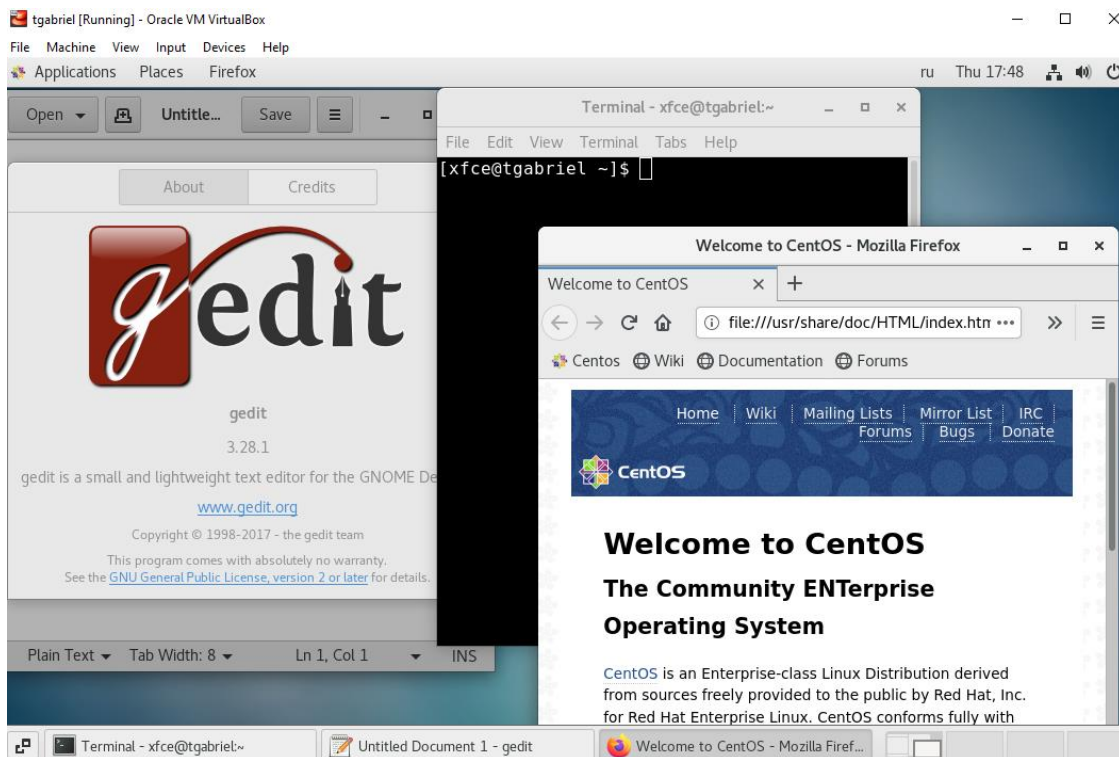 tgabriel [Running] - Oracle VM VirtualBox
File Machine View Input Devices Help
Applications Places Firefox ru Thu 17:48
Open Untitle... Save
Terminal - xfce@tgabriel:~
File Edit View Terminal Tabs Help
[xfce@tgabriel ~]$
About Credits
gedit
gedit
3.28.1
gedit is a small and lightweight text editor for the GNOME De
www.gedit.org
Copyright © 1998-2017 - the gedit team
This program comes with absolutely no warranty.
See the GNU General Public License, version 2 or later for details.
Plain Text Tab Width: 8 Ln 1, Col 1 INS
Welcome to CentOS - Mozilla Firefox
Welcome to CentOS
file:///usr/share/doc/HTML/index.htm
Centos Wiki Documentation Forums
Home Wiki Mailing Lists Mirror List IRC
Forums Bugs Donate
CentOS
Welcome to CentOS
The Community ENTerprise
Operating System
CentOS is an Enterprise-class Linux Distribution derived
from sources freely provided to the public by Red Hat, Inc.
for Red Hat Enterprise Linux. CentOS conforms fully with
Terminal - xfce@tgabriel:~ Untitled Document 1 - gedit Welcome to CentOS - Mozilla Firef...